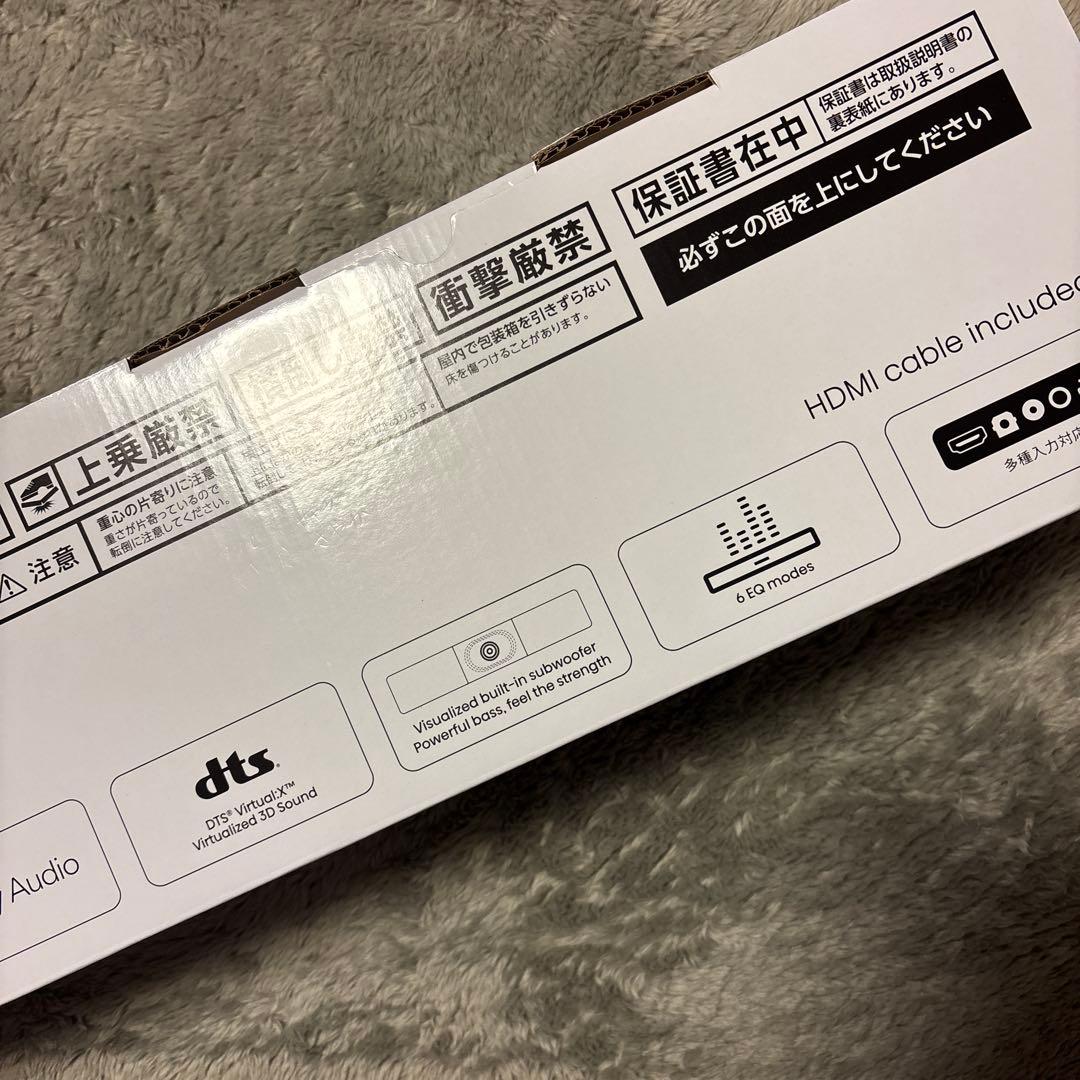 保証書在中
保証書は取扱説明書の
裏表紙にあります。
必ずこの面を上にしてください
衝撃厳禁
屋内で包装箱を引きずらない
床を傷つけることがあります。
上乗厳禁
注意
重心の片寄りに注意
重さが片寄っているので
転倒に注意してください。
HDMI cable included
多種入力対応
6 EQ modes
Visualized built-in subwoofer
Powerful bass, feel the strength
dts
DTS® Virtual:X™
Virtualized 3D Sound
Audio